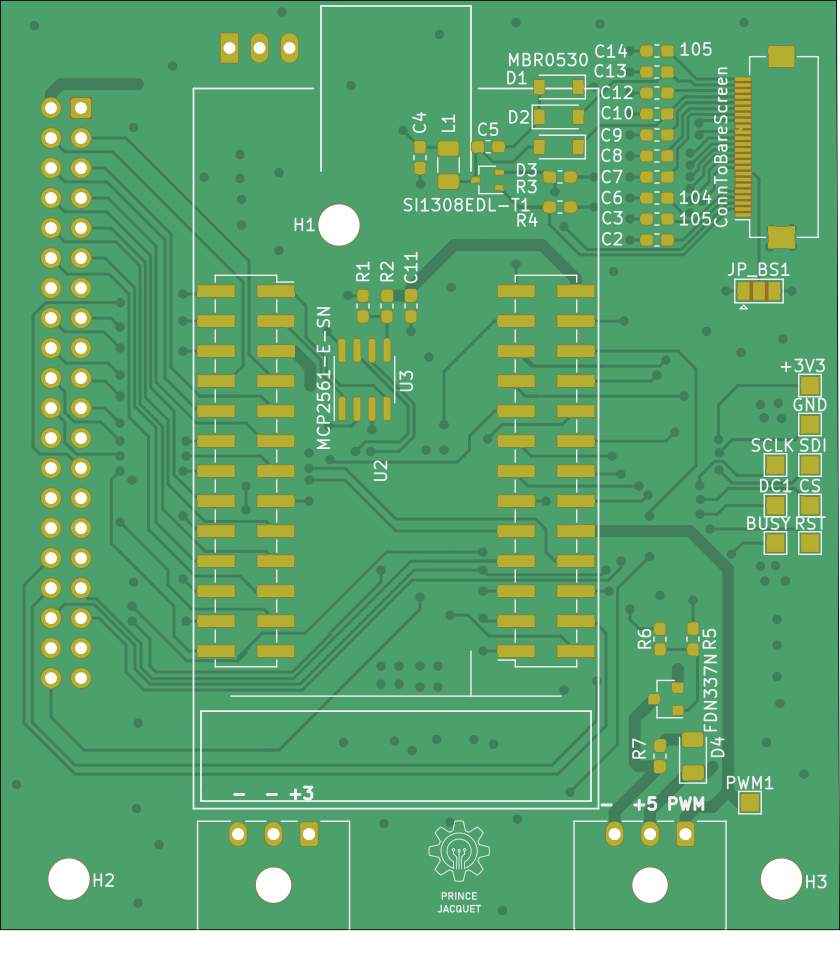 C14 105
MBR0530
D1 C13
C12
D2 C10
C4 L1 C5 C9
C8
D3 C7
R3
SI1308EDL-T1 C6 104
R4 C3 105
C2
ConnToBareScreen
H1
R1 R2 C11
JP_BS1
MCP2561-E-SN
U3
U2
+3V3
GND
SCLK SDI
DC1 CS
BUSY RST
R6 R5
FDN337N
R7 D4
PWM1
- - +3
- +5 PWM
H2
H3
PRINCE
JACQUET